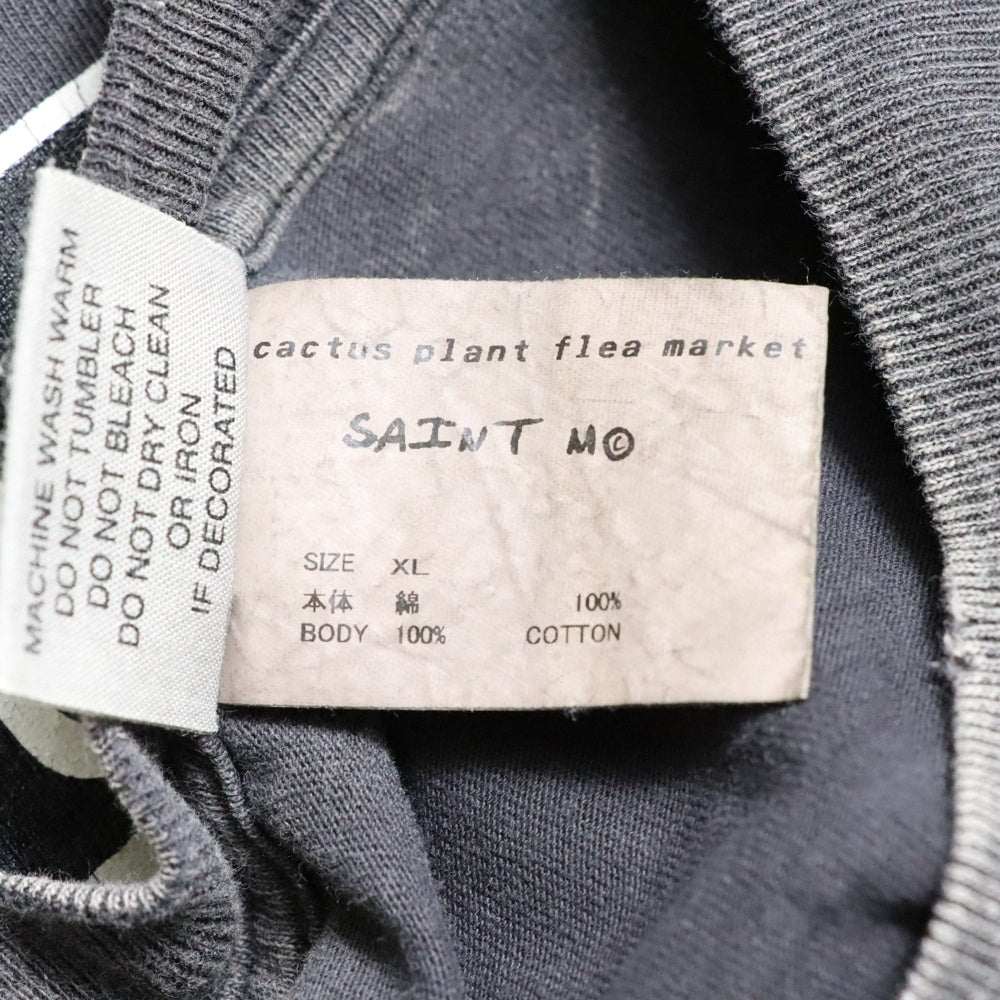 MACHINE WASH WARM
DO NOT TUMBLER
DO NOT BLEACH
DO NOT DRY CLEAN
OR IRON
IF DECORATED
cactus plant flea market
SAINT M©
SIZE XL
本体 綿 100%
BODY 100% COTTON